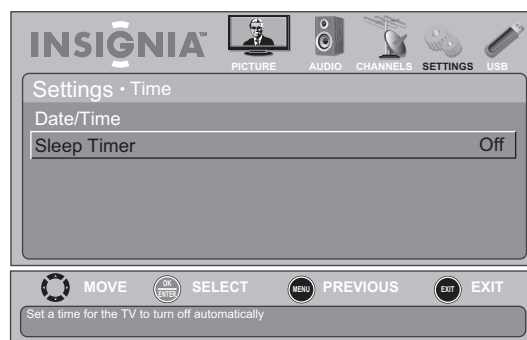 INSIGNIA™
PICTURE AUDIO CHANNELS SETTINGS USB
Settings • Time
Date/Time
Sleep Timer Off
MOVE OK ENTER SELECT MENU PREVIOUS EXIT EXIT
Set a time for the TV to turn off automatically